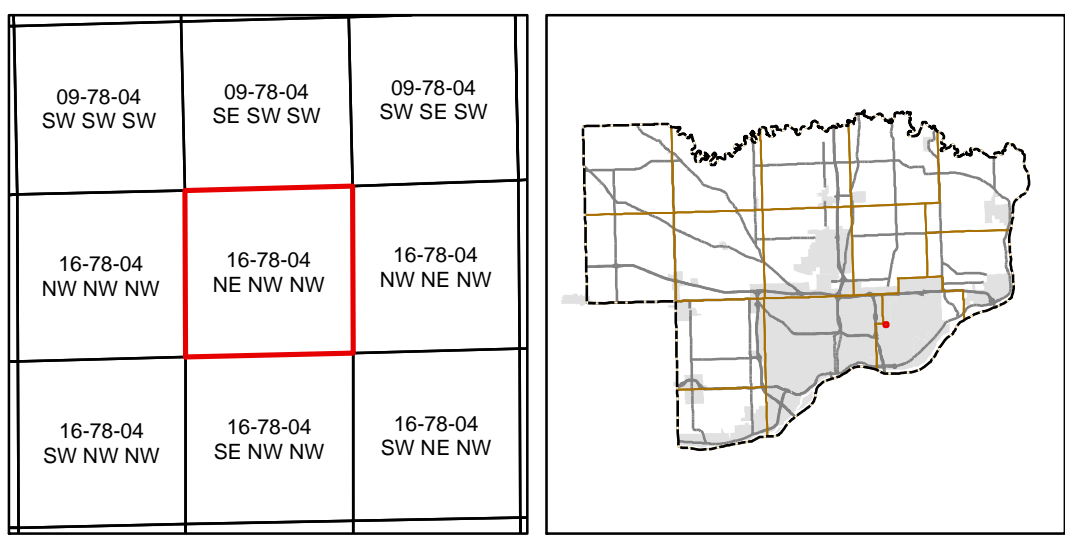 09-78-04
SW SW SW
09-78-04
SE SW SW
09-78-04
SW SE SW
16-78-04
NW NW NW
16-78-04
NE NW NW
16-78-04
NW NE NW
16-78-04
SW NW NW
16-78-04
SE NW NW
16-78-04
SW NE NW